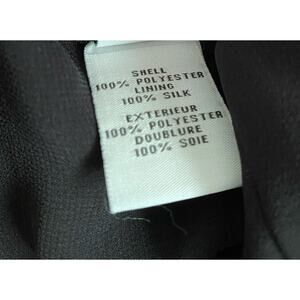 SHELL
100% POLYESTER
LINING
100% SILK
EXTERIEUR
100% POLYESTER
DOUBLURE
100% SOIE